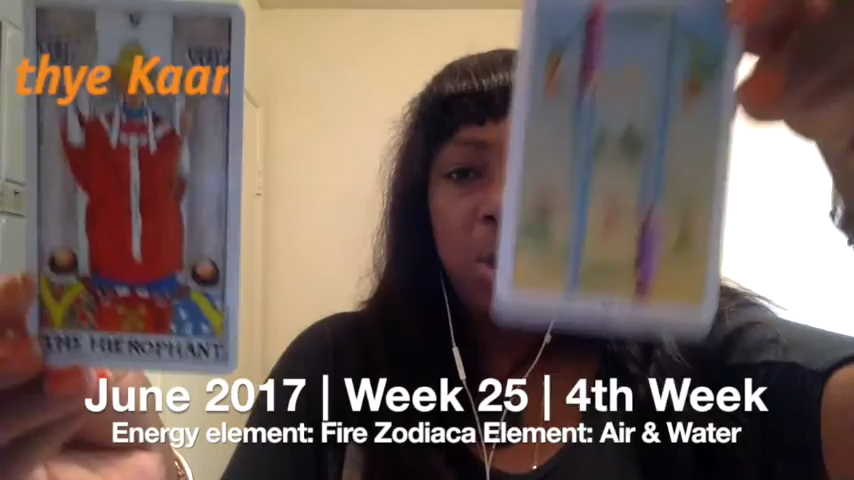 thye Kaar
THE HIEROPHANT
June 2017 | Week 25 | 4th Week
Energy element: Fire Zodiaca Element: Air & Water